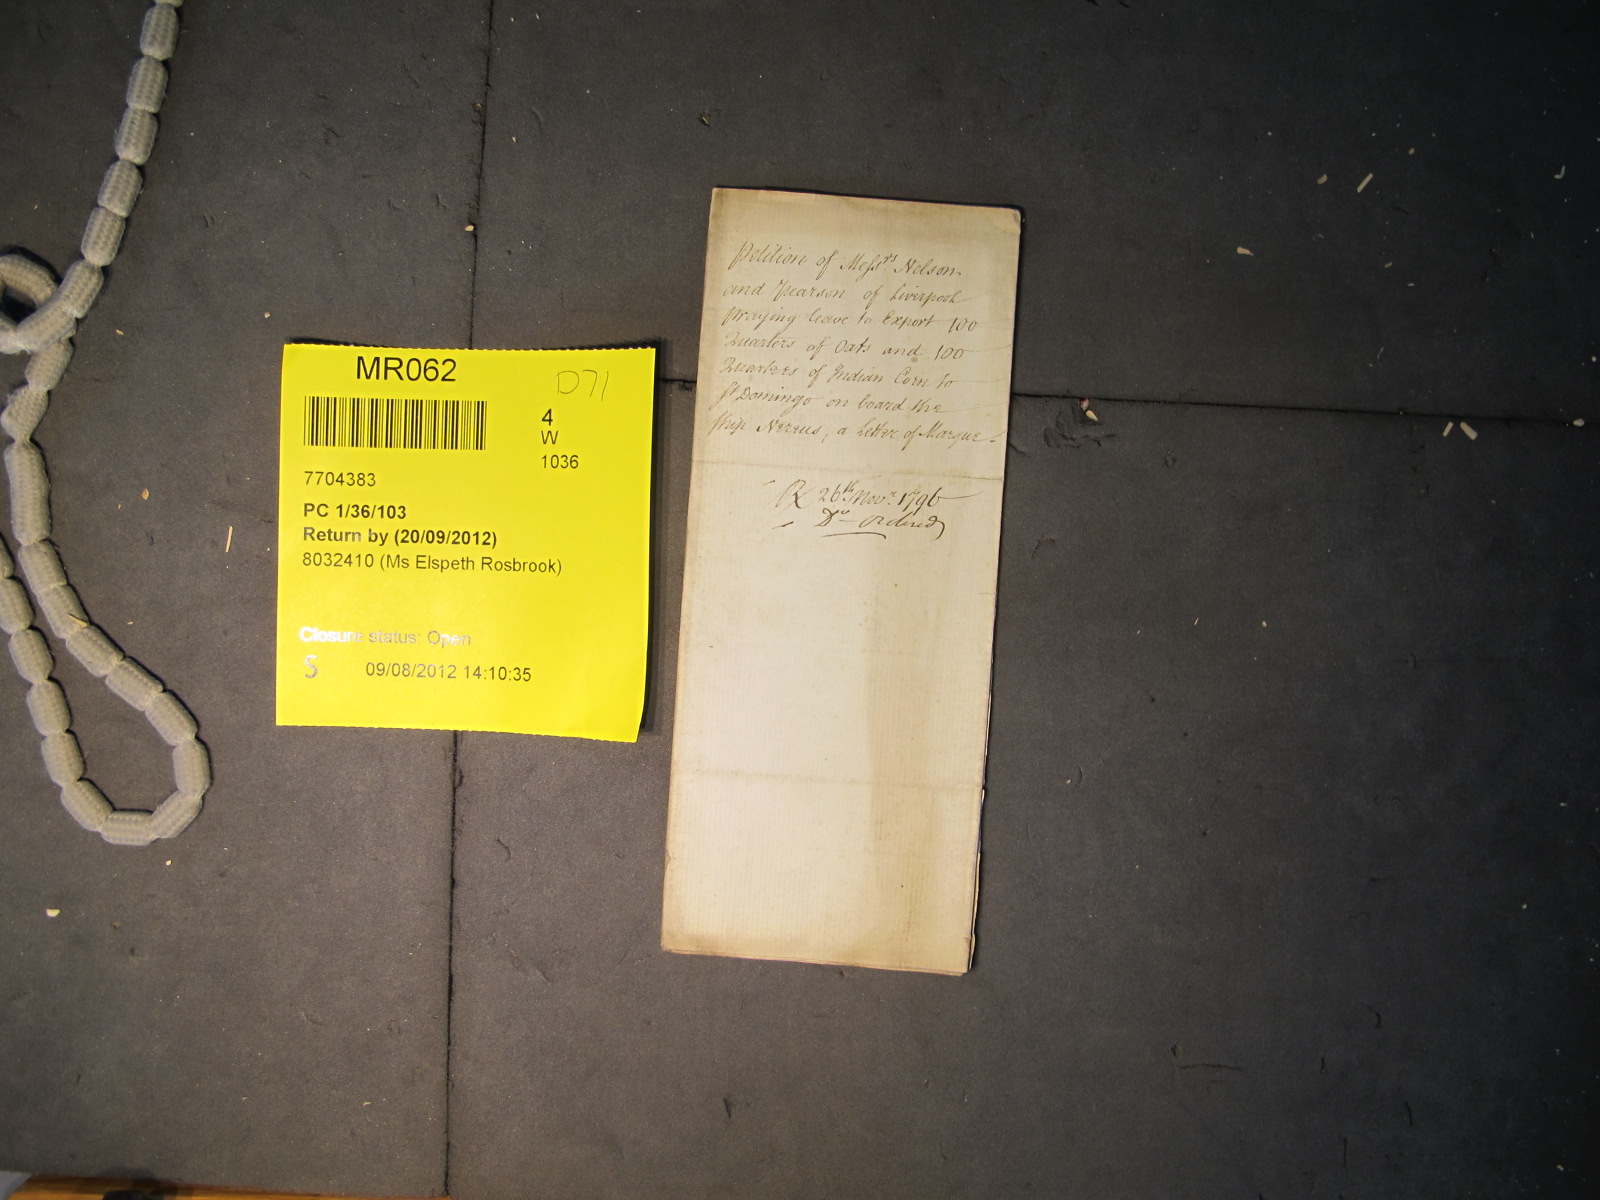 MR062
D71
4
W
1036
7704383
PC 1/36/103
Return by (20/09/2012)
8032410 (Ms Elspeth Rosbrook)
Closure status: Open
S 09/08/2012 14:10:35
Petition of Messrs. Nelson
and Pearson of Liverpool
praying leave to Export 100
Quarters of Oats and 100
Quarters of Indian Corn to
St Domingo on board the
Ship Nereus, a Letter of Marque
Rx 26th Novr. 1796
Do Ordered